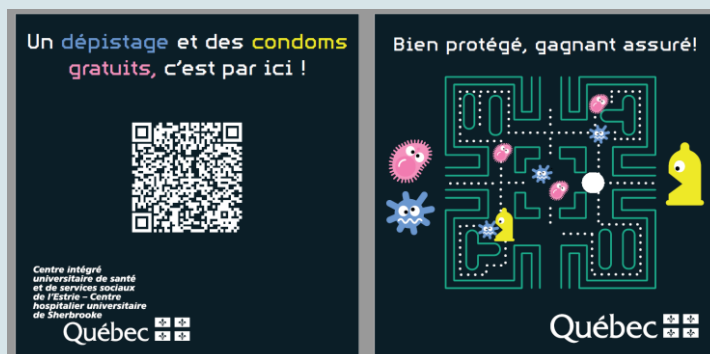 Un dépistage et des condoms
gratuits, c'est par ici !
Centre intégré
universitaire de santé
et de services sociaux
de l'Estrie – Centre
hospitalier universitaire
de Sherbrooke
Québec
Bien protégé, gagnant assuré!
Québec